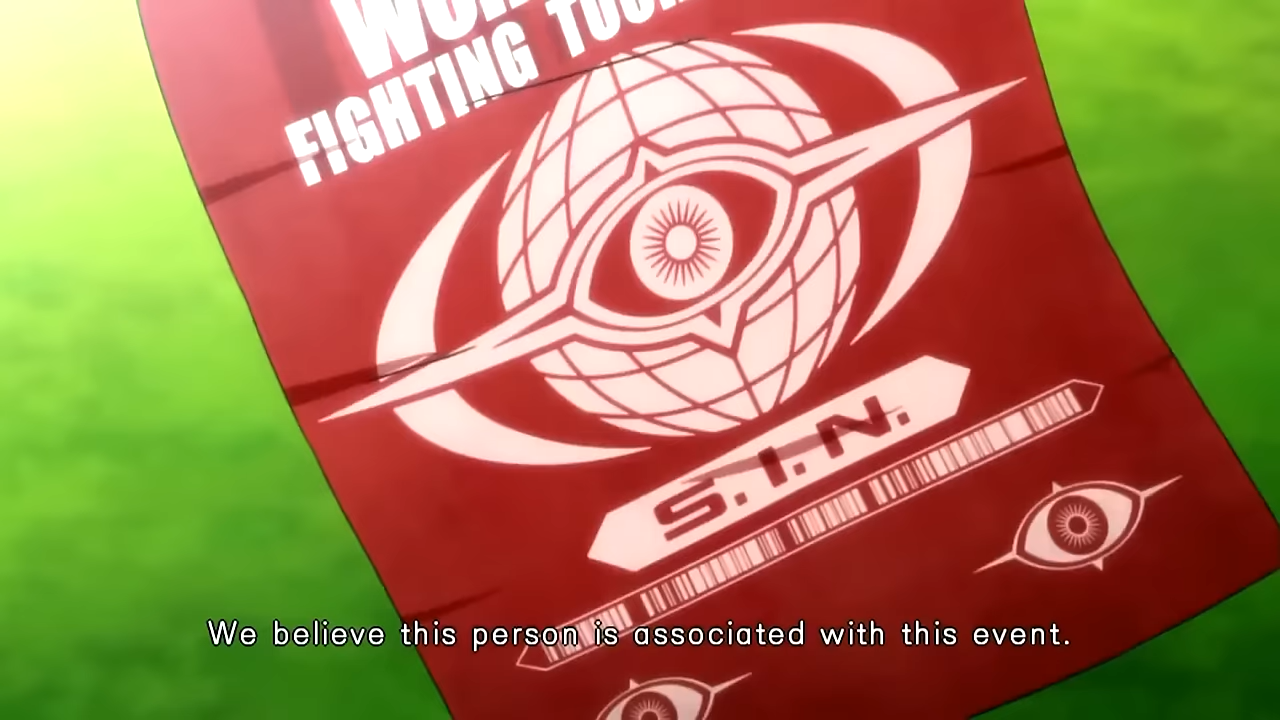 FIGHTING
S.I.N.
We believe this person is associated with this event.